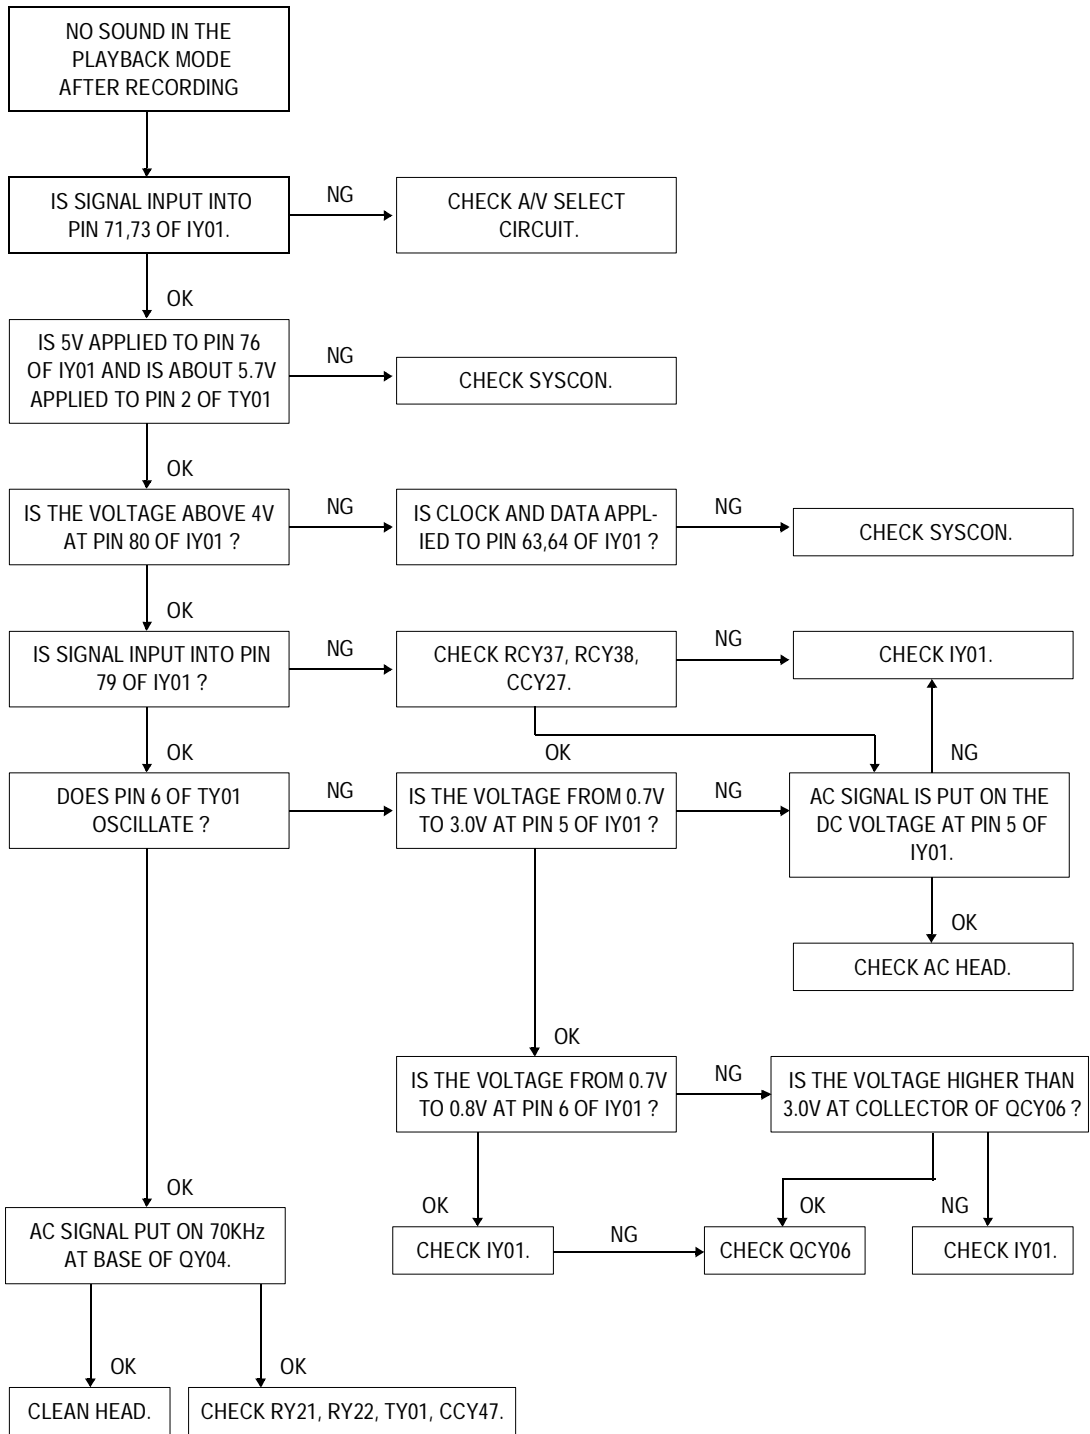 NO SOUND IN THE
PLAYBACK MODE
AFTER RECORDING
IS SIGNAL INPUT INTO
PIN 71,73 OF IY01.
NG
CHECK A/V SELECT
CIRCUIT.
OK
IS 5V APPLIED TO PIN 76
OF IY01 AND IS ABOUT 5.7V
APPLIED TO PIN 2 OF TY01
NG
CHECK SYSCON.
OK
IS THE VOLTAGE ABOVE 4V
AT PIN 80 OF IY01 ?
NG
IS CLOCK AND DATA APPL-
IED TO PIN 63,64 OF IY01 ?
NG
CHECK SYSCON.
OK
IS SIGNAL INPUT INTO PIN
79 OF IY01 ?
NG
CHECK RCY37, RCY38,
CCY27.
NG
CHECK IY01.
OK
OK
NG
DOES PIN 6 OF TY01
OSCILLATE ?
NG
IS THE VOLTAGE FROM 0.7V
TO 3.0V AT PIN 5 OF IY01 ?
NG
AC SIGNAL IS PUT ON THE
DC VOLTAGE AT PIN 5 OF
IY01.
OK
CHECK AC HEAD.
OK
IS THE VOLTAGE FROM 0.7V
TO 0.8V AT PIN 6 OF IY01 ?
NG
IS THE VOLTAGE HIGHER THAN
3.0V AT COLLECTOR OF QCY06 ?
OK
OK
OK
NG
AC SIGNAL PUT ON 70KHz
AT BASE OF QY04.
CHECK IY01.
NG
CHECK QCY06
CHECK IY01.
OK
OK
CLEAN HEAD.
CHECK RY21, RY22, TY01, CCY47.